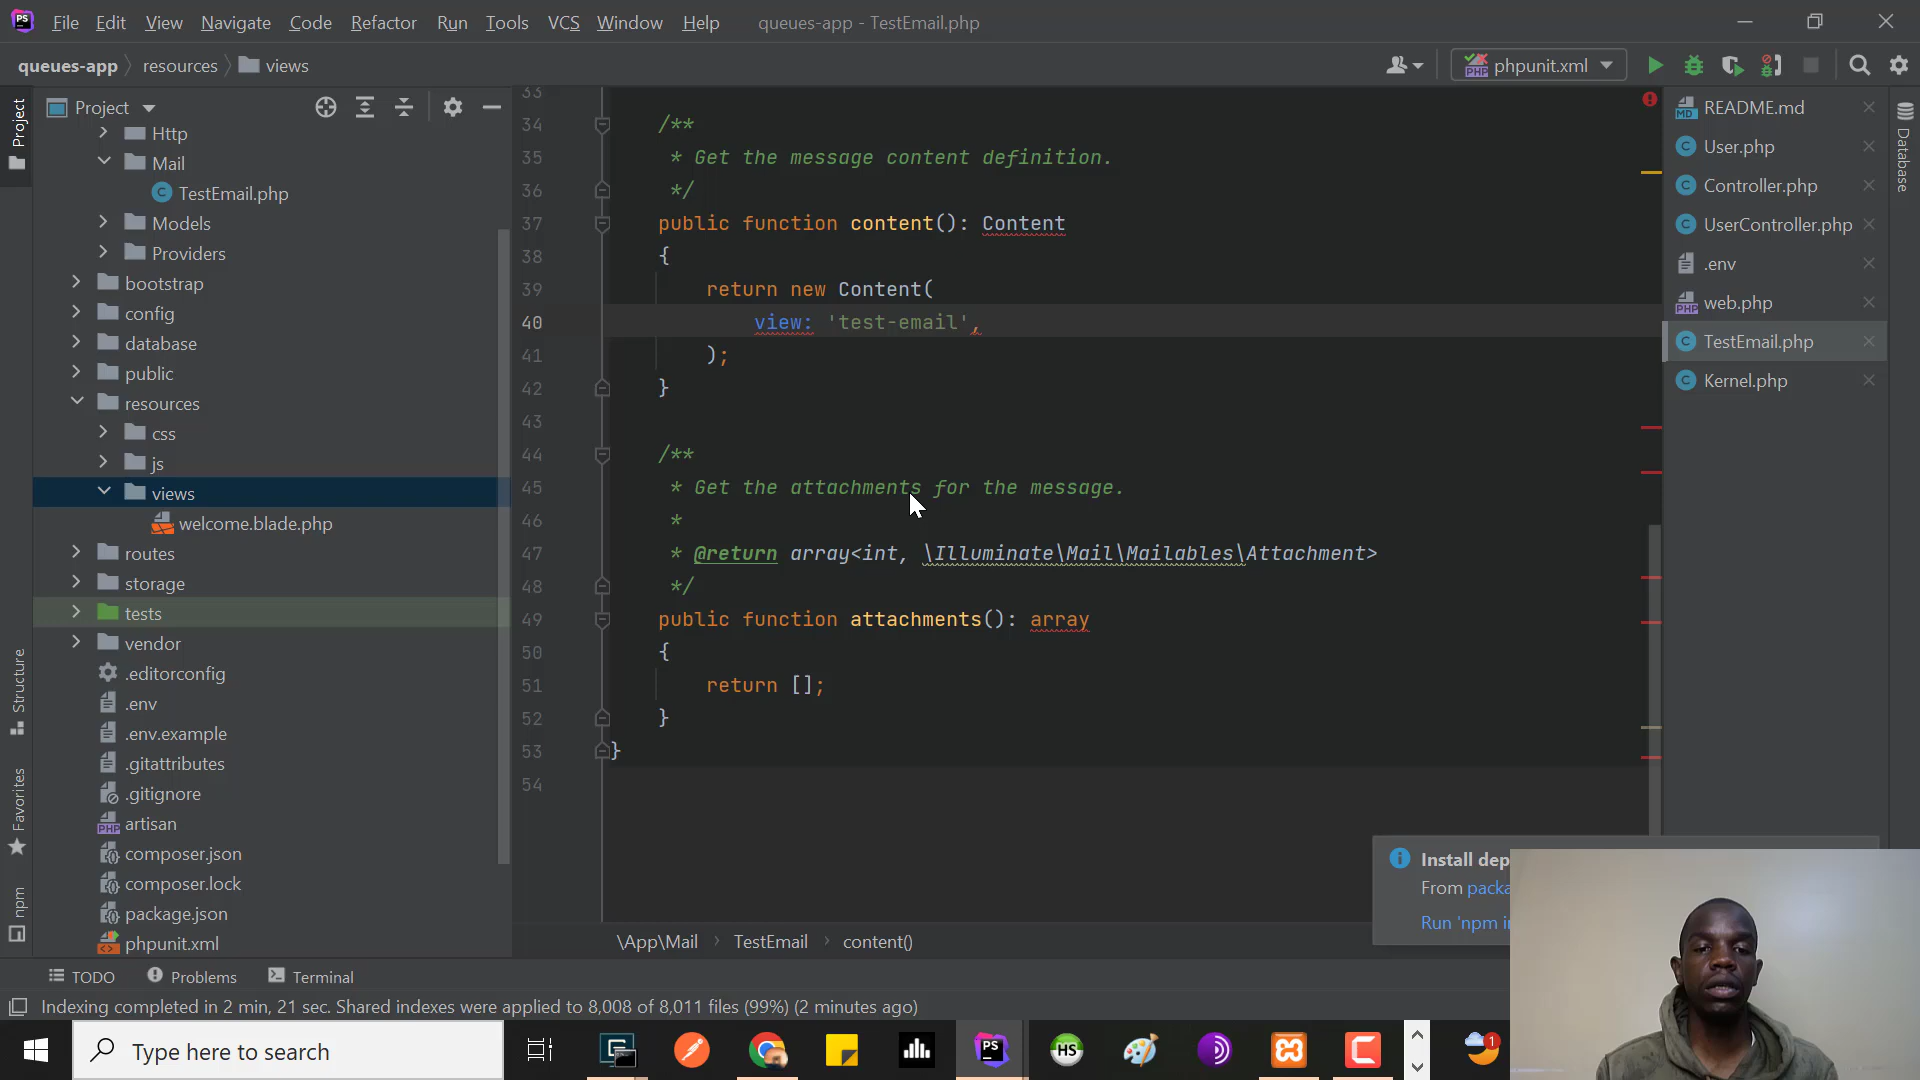 PS File Edit View Navigate Code Refactor Run Tools VCS Window Help queues-app - TestEmail.php
queues-app resources views phpunit.xml
Project
Project
Http
Mail
TestEmail.php
Models
Providers
bootstrap
config
database
public
resources
css
js
views
welcome.blade.php
routes
storage
tests
vendor
.editorconfig
.env
.env.example
.gitattributes
.gitignore
artisan
composer.json
composer.lock
package.json
phpunit.xml
Structure
Favorites
npm
33
34 /**
35 * Get the message content definition.
36 */
37 public function content(): Content
38 {
39 return new Content(
40 view: 'test-email',
41 );
42 }
43
44 /**
45 * Get the attachments for the message.
46 *
47 * @return array<int, \Illuminate\Mail\Mailables\Attachment>
48 */
49 public function attachments(): array
50 {
51 return [];
52 }
53 }
54
README.md
User.php
Controller.php
UserController.php
.env
web.php
TestEmail.php
Kernel.php
Database
Install dep
From packa
Run 'npm in
\App\Mail TestEmail content()
TODO Problems Terminal
Indexing completed in 2 min, 21 sec. Shared indexes were applied to 8,008 of 8,011 files (99%) (2 minutes ago)
Type here to search
PS
HS
1